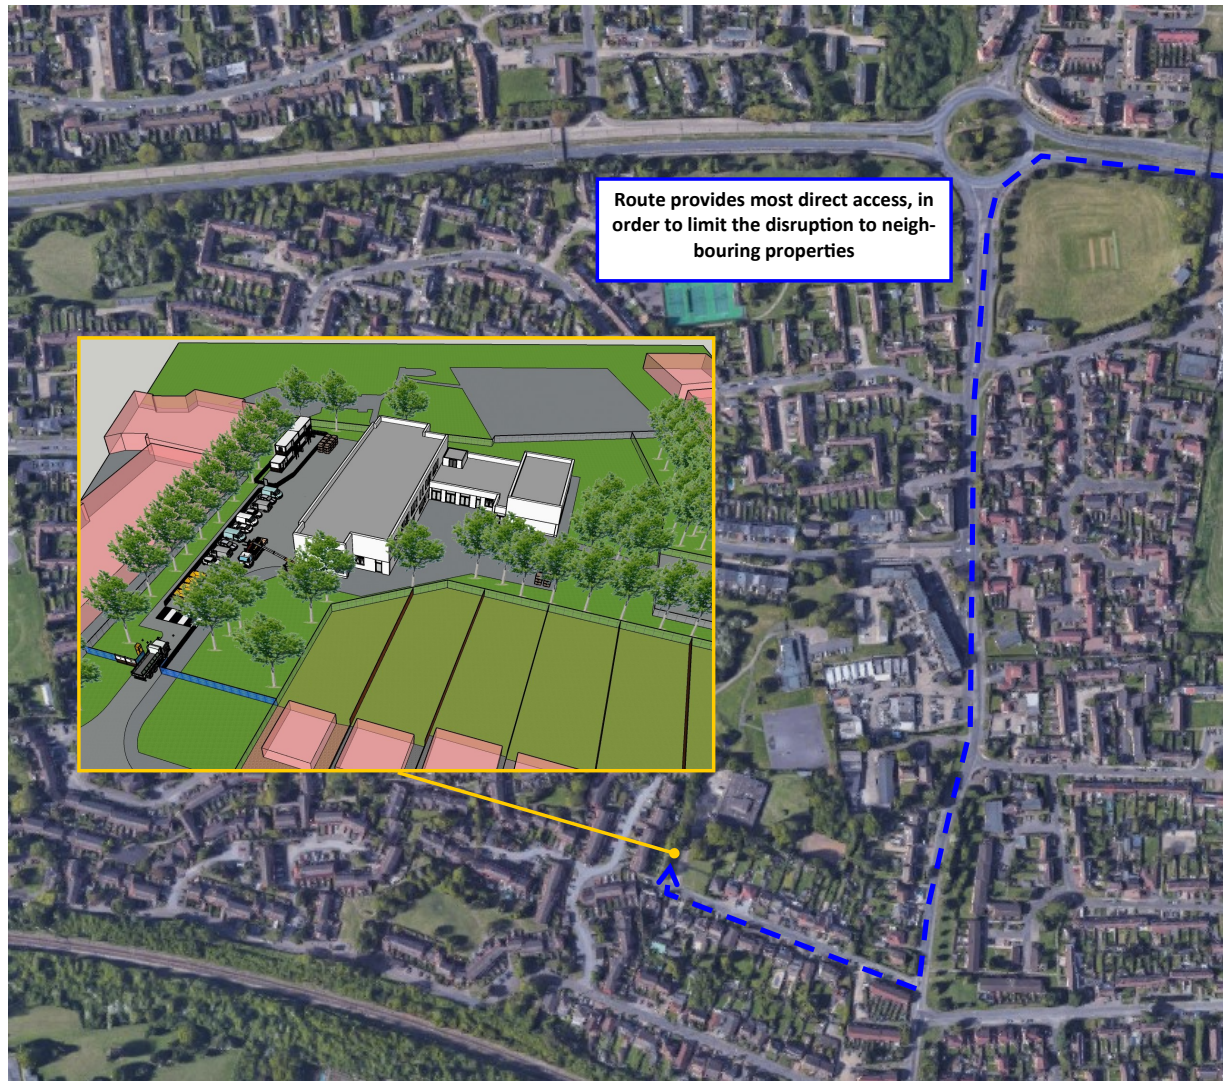 Route provides most direct access, in
order to limit the disruption to neigh-
bouring properties